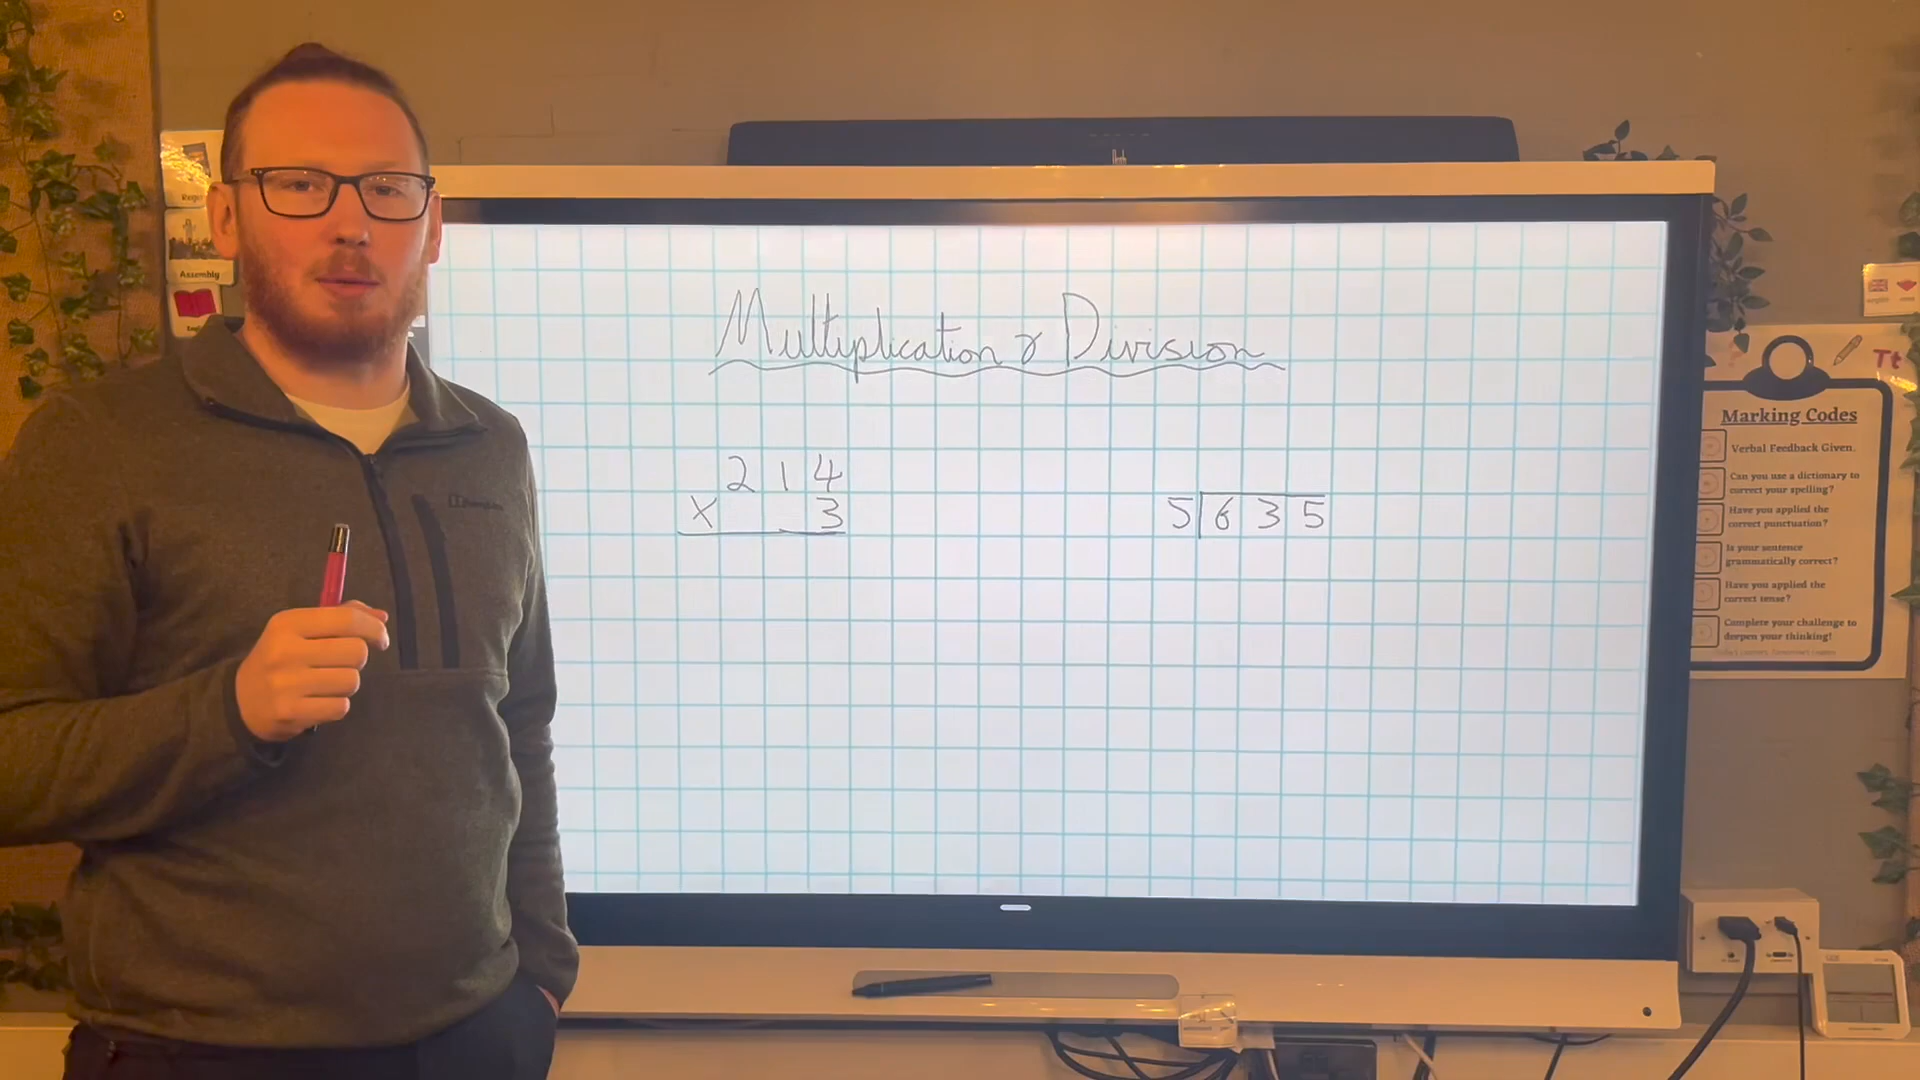 Multiplication & Division
2 1 4
x 3
5 6 3 5
Assembly
Marking Codes
Verbal Feedback Given.
Can you use a dictionary to
correct your spelling?
Have you applied the
correct punctuation?
Is your sentence
grammatically correct?
Have you applied the
correct tense?
Complete your challenge to
deepen your thinking!
Tt